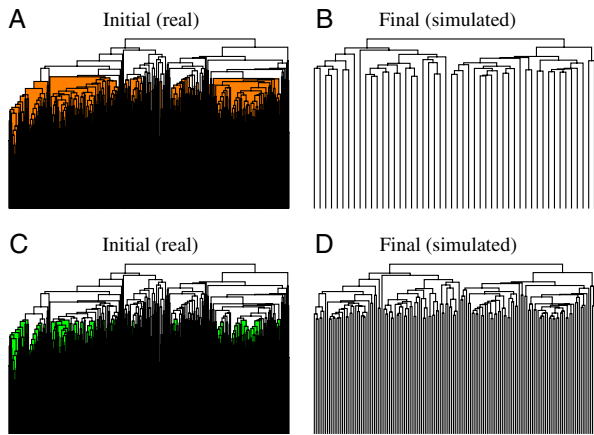 A
Initial (real)
B
Final (simulated)
C
Initial (real)
D
Final (simulated)